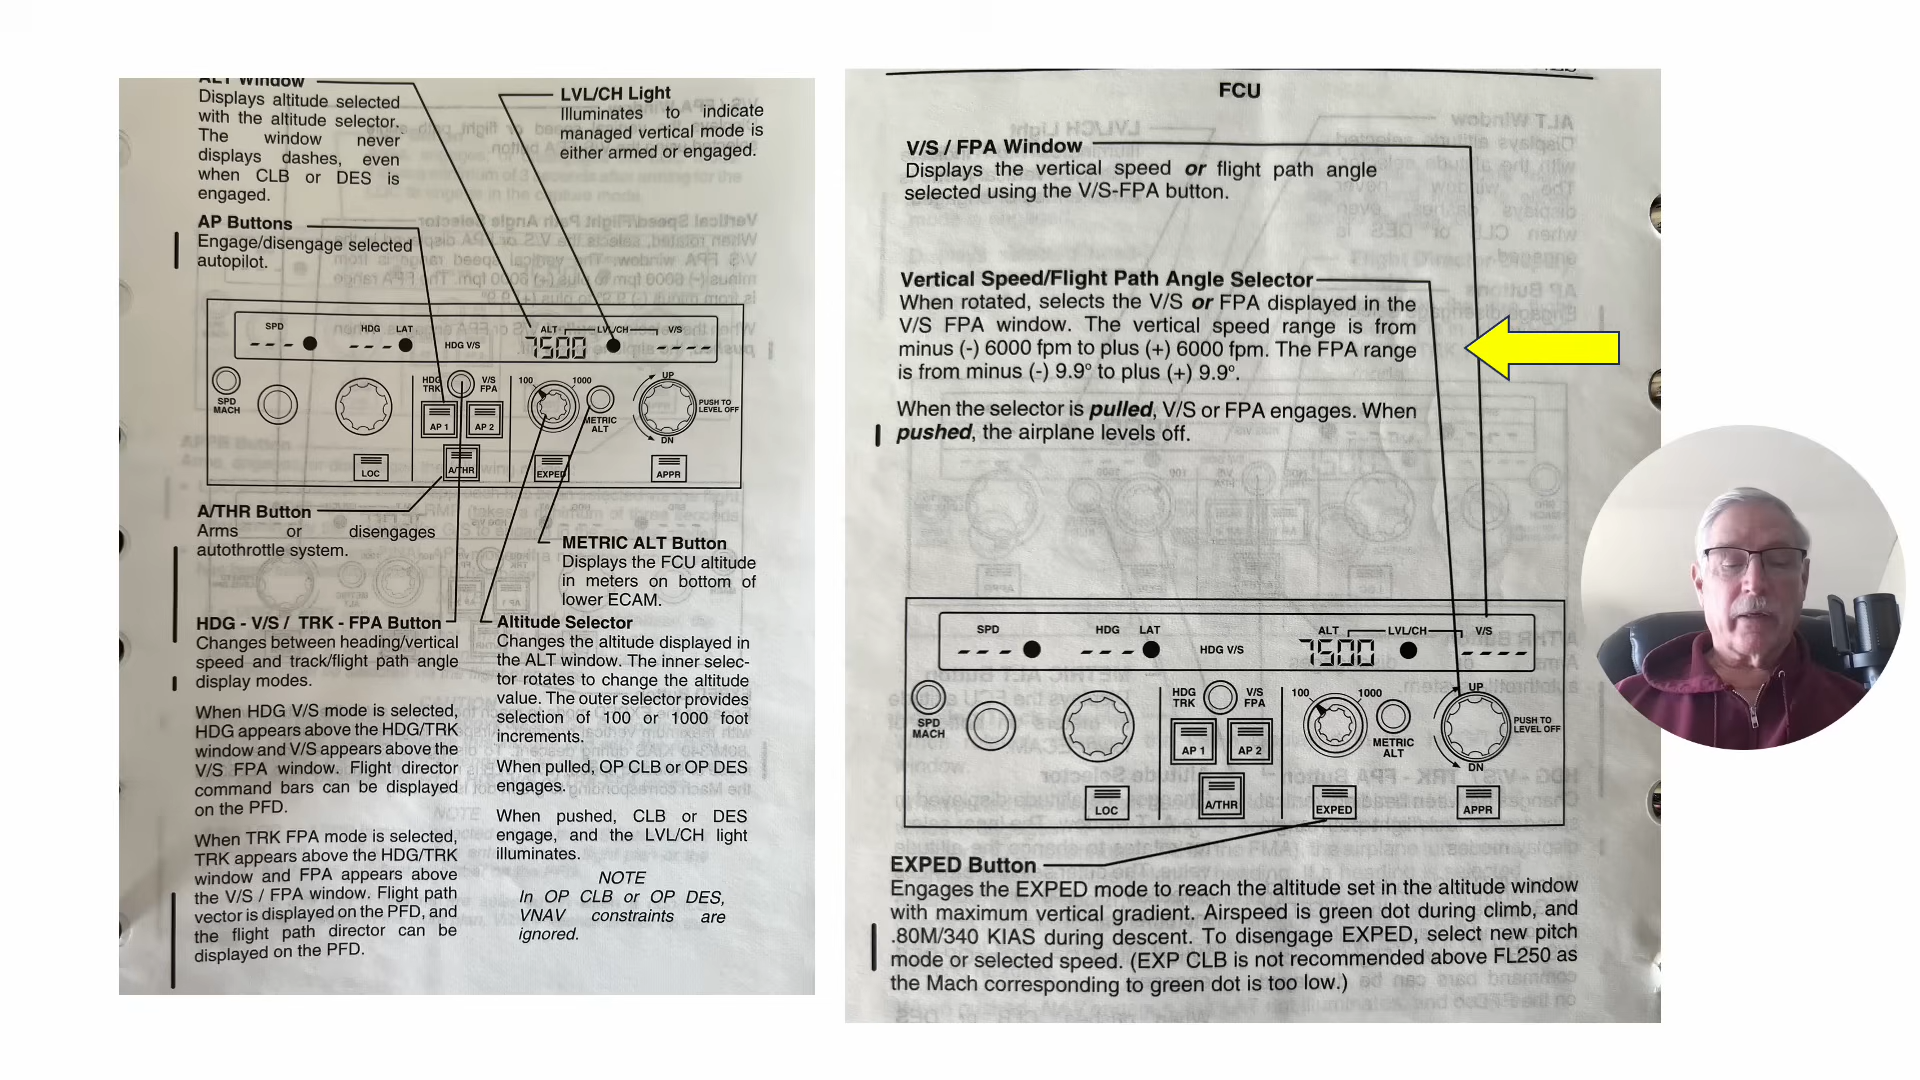 ALT Window
Displays altitude selected
with the altitude selector.
The window never
displays dashes, even
when CLB or DES is
engaged.
LVL/CH Light
Illuminates to indicate
managed vertical mode is
either armed or engaged.
AP Buttons
Engage/disengage selected
autopilot.
SPD HDG LAT ALT LVL/CH V/S
--- --- HDG V/S 7500 ----
HDG TRK V/S FPA 100 1000 UP
SPD MACH AP 1 AP 2 METRIC ALT PUSH TO LEVEL OFF
DN
LOC A/THR EXPED APPR
A/THR Button
Arms or disengages
autothrottle system.
METRIC ALT Button
Displays the FCU altitude
in meters on bottom of
lower ECAM.
HDG - V/S / TRK - FPA Button
Changes between heading/vertical
speed and track/flight path angle
display modes.
When HDG V/S mode is selected,
HDG appears above the HDG/TRK
window and V/S appears above the
V/S FPA window. Flight director
command bars can be displayed
on the PFD.
When TRK FPA mode is selected,
TRK appears above the HDG/TRK
window and FPA appears above
the V/S / FPA window. Flight path
vector is displayed on the PFD, and
the flight path director can be
displayed on the PFD.
Altitude Selector
Changes the altitude displayed in
the ALT window. The inner selec-
tor rotates to change the altitude
value. The outer selector provides
selection of 100 or 1000 foot
increments.
When pulled, OP CLB or OP DES
engages.
When pushed, CLB or DES
engage, and the LVL/CH light
illuminates.
NOTE
In OP CLB or OP DES,
VNAV constraints are
ignored.
FCU
V/S / FPA Window
Displays the vertical speed or flight path angle
selected using the V/S-FPA button.
Vertical Speed/Flight Path Angle Selector
When rotated, selects the V/S or FPA displayed in the
V/S FPA window. The vertical speed range is from
minus (-) 6000 fpm to plus (+) 6000 fpm. The FPA range
is from minus (-) 9.9° to plus (+) 9.9°.
When the selector is pulled, V/S or FPA engages. When
pushed, the airplane levels off.
SPD HDG LAT ALT LVL/CH V/S
--- --- HDG V/S 7500 ----
HDG TRK V/S FPA 100 1000 UP
SPD MACH AP 1 AP 2 METRIC ALT PUSH TO LEVEL OFF
DN
LOC A/THR EXPED APPR
EXPED Button
Engages the EXPED mode to reach the altitude set in the altitude window
with maximum vertical gradient. Airspeed is green dot during climb, and
.80M/340 KIAS during descent. To disengage EXPED, select new pitch
mode or selected speed. (EXP CLB is not recommended above FL250 as
the Mach corresponding to green dot is too low.)